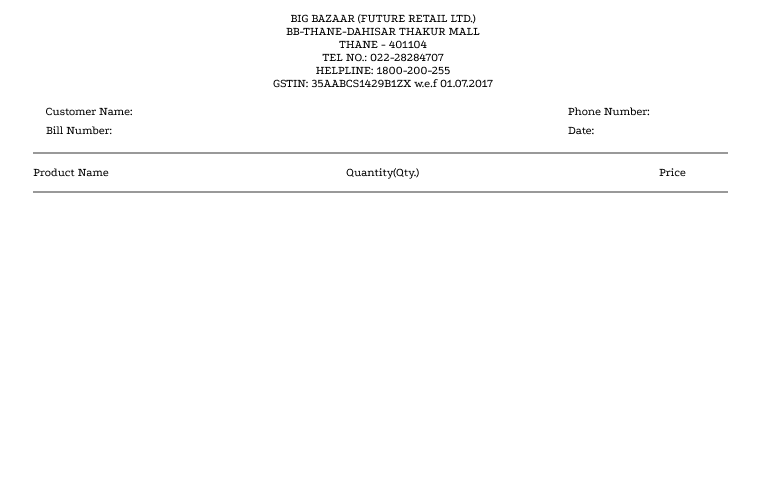 BIG BAZAAR (FUTURE RETAIL LTD.)
BB-THANE-DAHISAR THAKUR MALL
THANE - 401104
TEL NO.: 022-28284707
HELPLINE: 1800-200-255
GSTIN: 35AABCS1429B1ZX w.e.f 01.07.2017
Customer Name: Phone Number:
Bill Number: Date:
Product Name Quantity(Qty.) Price